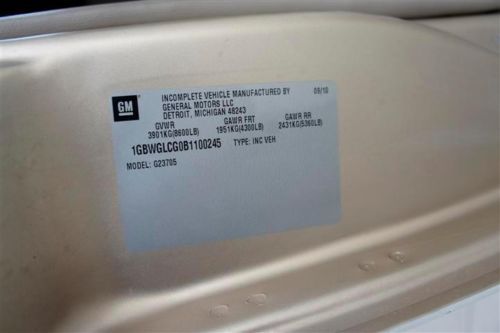 GM
INCOMPLETE VEHICLE MANUFACTURED BY 09/10
GENERAL MOTORS LLC
DETROIT, MICHIGAN 48243
GVWR GAWR FRT GAWR RR
3901KG(8600LB) 1951KG(4300LB) 2431KG(5360LB)
1GBWGLCG0B1100245 TYPE: INC VEH
MODEL: G23705